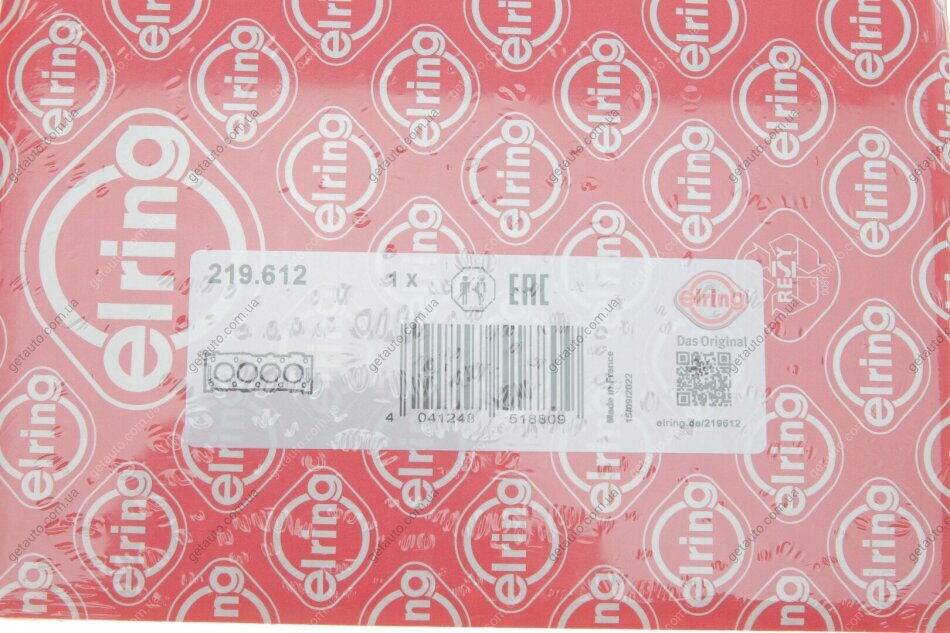 elring
219.612
1 x
EAC
elring
Das Original
4 041248 518809
Made in France
15/09/2022
elring.de/219612
REZY
getauto.com.ua